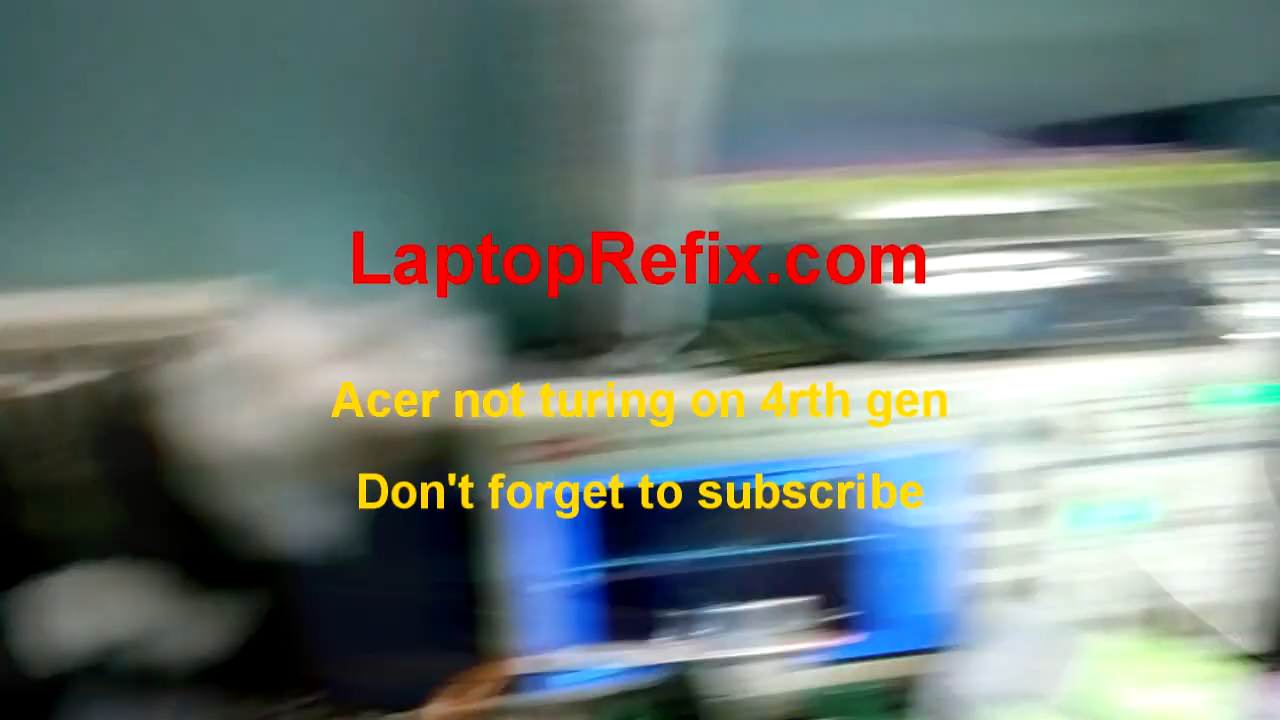 LaptopRefix.com
Acer not turing on 4rth gen
Don't forget to subscribe